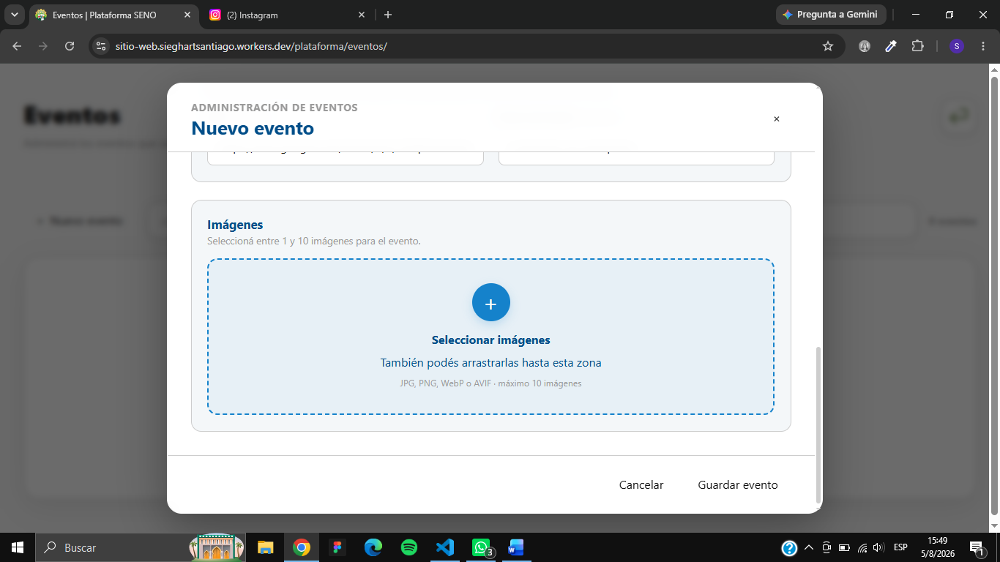 Eventos | Plataforma SENO
(2) Instagram
Pregunta a Gemini
sitio-web.sieghartsantiago.workers.dev/plataforma/eventos/
S
Eventos
Nuevo evento
ADMINISTRACIÓN DE EVENTOS
Nuevo evento
×
Imágenes
Seleccioná entre 1 y 10 imágenes para el evento.
+
Seleccionar imágenes
También podés arrastrarlas hasta esta zona
JPG, PNG, WebP o AVIF · máximo 10 imágenes
Cancelar
Guardar evento
Buscar
3
ESP
15:49
5/8/2026
1